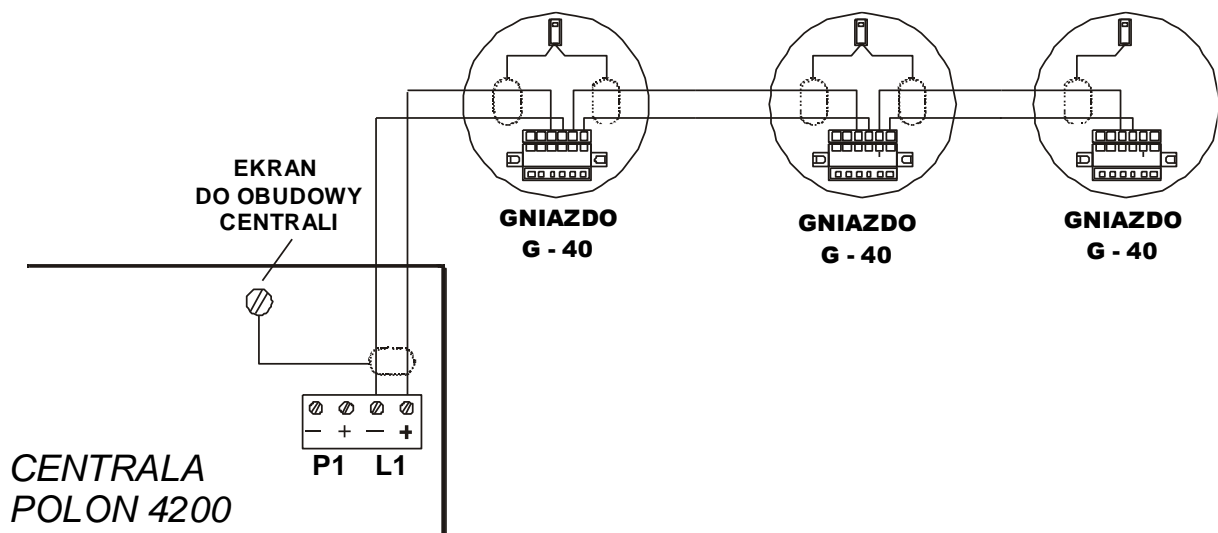 EKRAN
DO OBUDOWY
CENTRALI
GNIAZDO
G - 40
GNIAZDO
G - 40
GNIAZDO
G - 40
— + — +
P1 L1
CENTRALA
POLON 4200